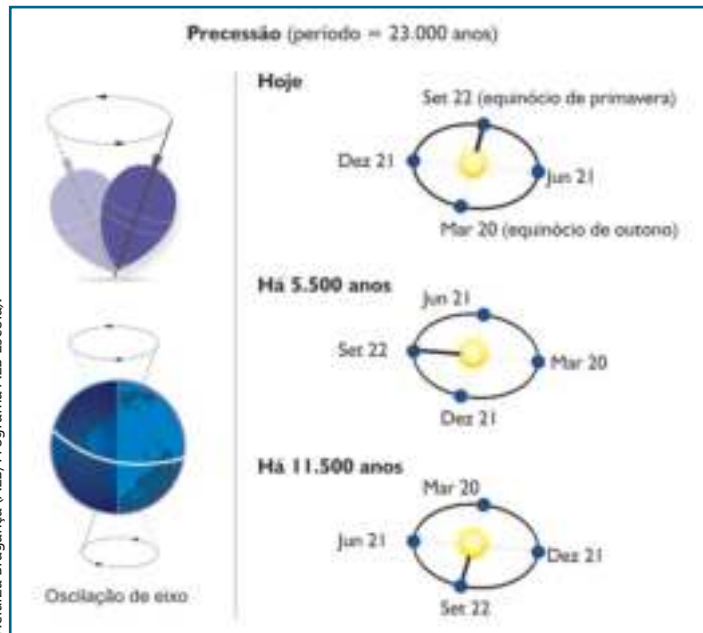 Precessão (período = 23.000 anos)
Hoje
Set 22 (equinócio de primavera)
Dez 21
Jun 21
Mar 20 (equinócio de outono)
Há 5.500 anos
Jun 21
Set 22
Mar 20
Dez 21
Há 11.500 anos
Mar 20
Jun 21
Dez 21
Set 22
Oscilação de eixo